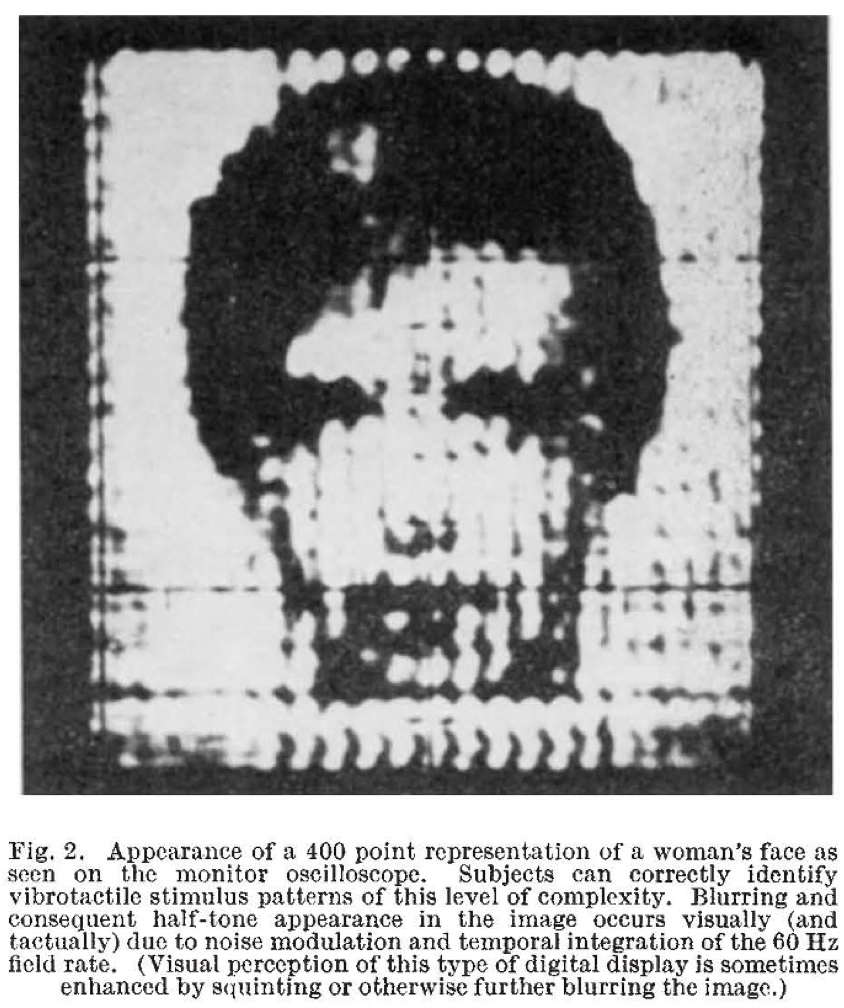 Fig. 2. Appearance of a 400 point representation of a woman's face as
seen on the monitor oscilloscope. Subjects can correctly identify
vibrotactile stimulus patterns of this level of complexity. Blurring and
consequent half-tone appearance in the image occurs visually (and
tactually) due to noise modulation and temporal integration of the 60 Hz
field rate. (Visual perception of this type of digital display is sometimes
enhanced by squinting or otherwise further blurring the image.)